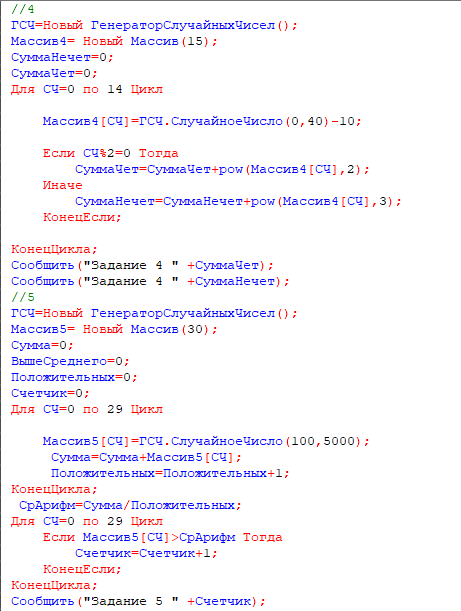 //4
ГСЧ=Новый ГенераторСлучайныхЧисел();
Массив4= Новый Массив(15);
СуммаНечет=0;
СуммаЧет=0;
Для СЧ=0 по 14 Цикл
Массив4[СЧ]=ГСЧ.СлучайноеЧисло(0,40)-10;
Если СЧ%2=0 Тогда
СуммаЧет=СуммаЧет+pow(Массив4[СЧ],2);
Иначе
СуммаНечет=СуммаНечет+pow(Массив4[СЧ],3);
КонецЕсли;
КонецЦикла;
Сообщить("Задание 4 " +СуммаЧет);
Сообщить("Задание 4 " +СуммаНечет);
//5
ГСЧ=Новый ГенераторСлучайныхЧисел();
Массив5= Новый Массив(30);
Сумма=0;
ВышеСреднего=0;
Положительных=0;
Счетчик=0;
Для СЧ=0 по 29 Цикл
Массив5[СЧ]=ГСЧ.СлучайноеЧисло(100,5000);
Сумма=Сумма+Массив5[СЧ];
Положительных=Положительных+1;
КонецЦикла;
СрАрифм=Сумма/Положительных;
Для СЧ=0 по 29 Цикл
Если Массив5[СЧ]>СрАрифм Тогда
Счетчик=Счетчик+1;
КонецЕсли;
КонецЦикла;
Сообщить("Задание 5 " +Счетчик);